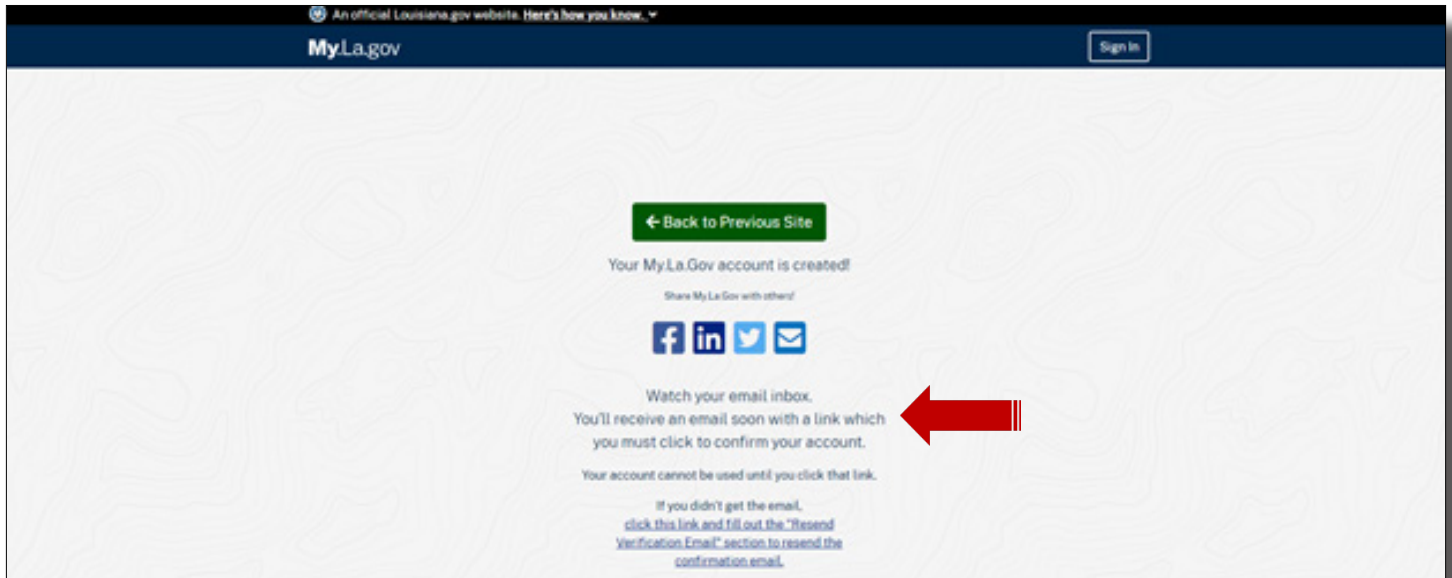 An official Louisiana.gov website. Here's how you know.
My.La.gov
Sign In
Back to Previous Site
Your My.La.Gov account is created!
Share My.La.Gov with others!
Watch your email inbox.
You'll receive an email soon with a link which
you must click to confirm your account.
Your account cannot be used until you click that link.
If you didn't get the email,
click this link and fill out the "Resend
Verification Email" section to resend the
confirmation email.